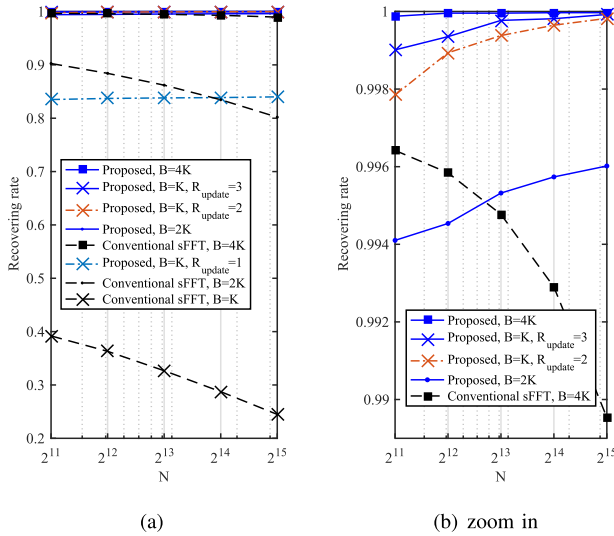 1
0.9
0.8
0.7
0.6
0.5
0.4
0.3
0.2
Recovering rate
Proposed, B=4K
Proposed, B=K, R_update=3
Proposed, B=K, R_update=2
Proposed, B=2K
Conventional sFFT, B=4K
Proposed, B=K, R_update=1
Conventional sFFT, B=2K
Conventional sFFT, B=K
2^11 2^12 2^13 2^14 2^15
N
(a)
1
0.998
0.996
0.994
0.992
0.99
Recovering rate
Proposed, B=4K
Proposed, B=K, R_update=3
Proposed, B=K, R_update=2
Proposed, B=2K
Conventional sFFT, B=4K
2^11 2^12 2^13 2^14 2^15
N
(b) zoom in